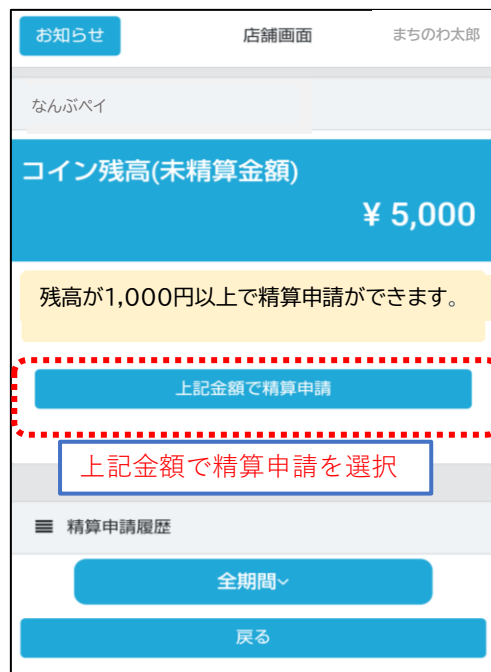 お知らせ 店舗画面 まちのわ太郎
なんぶペイ
コイン残高(未精算金額)
¥ 5,000
残高が1,000円以上で精算申請ができます。
上記金額で精算申請
上記金額で精算申請を選択
精算申請履歴
全期間
戻る